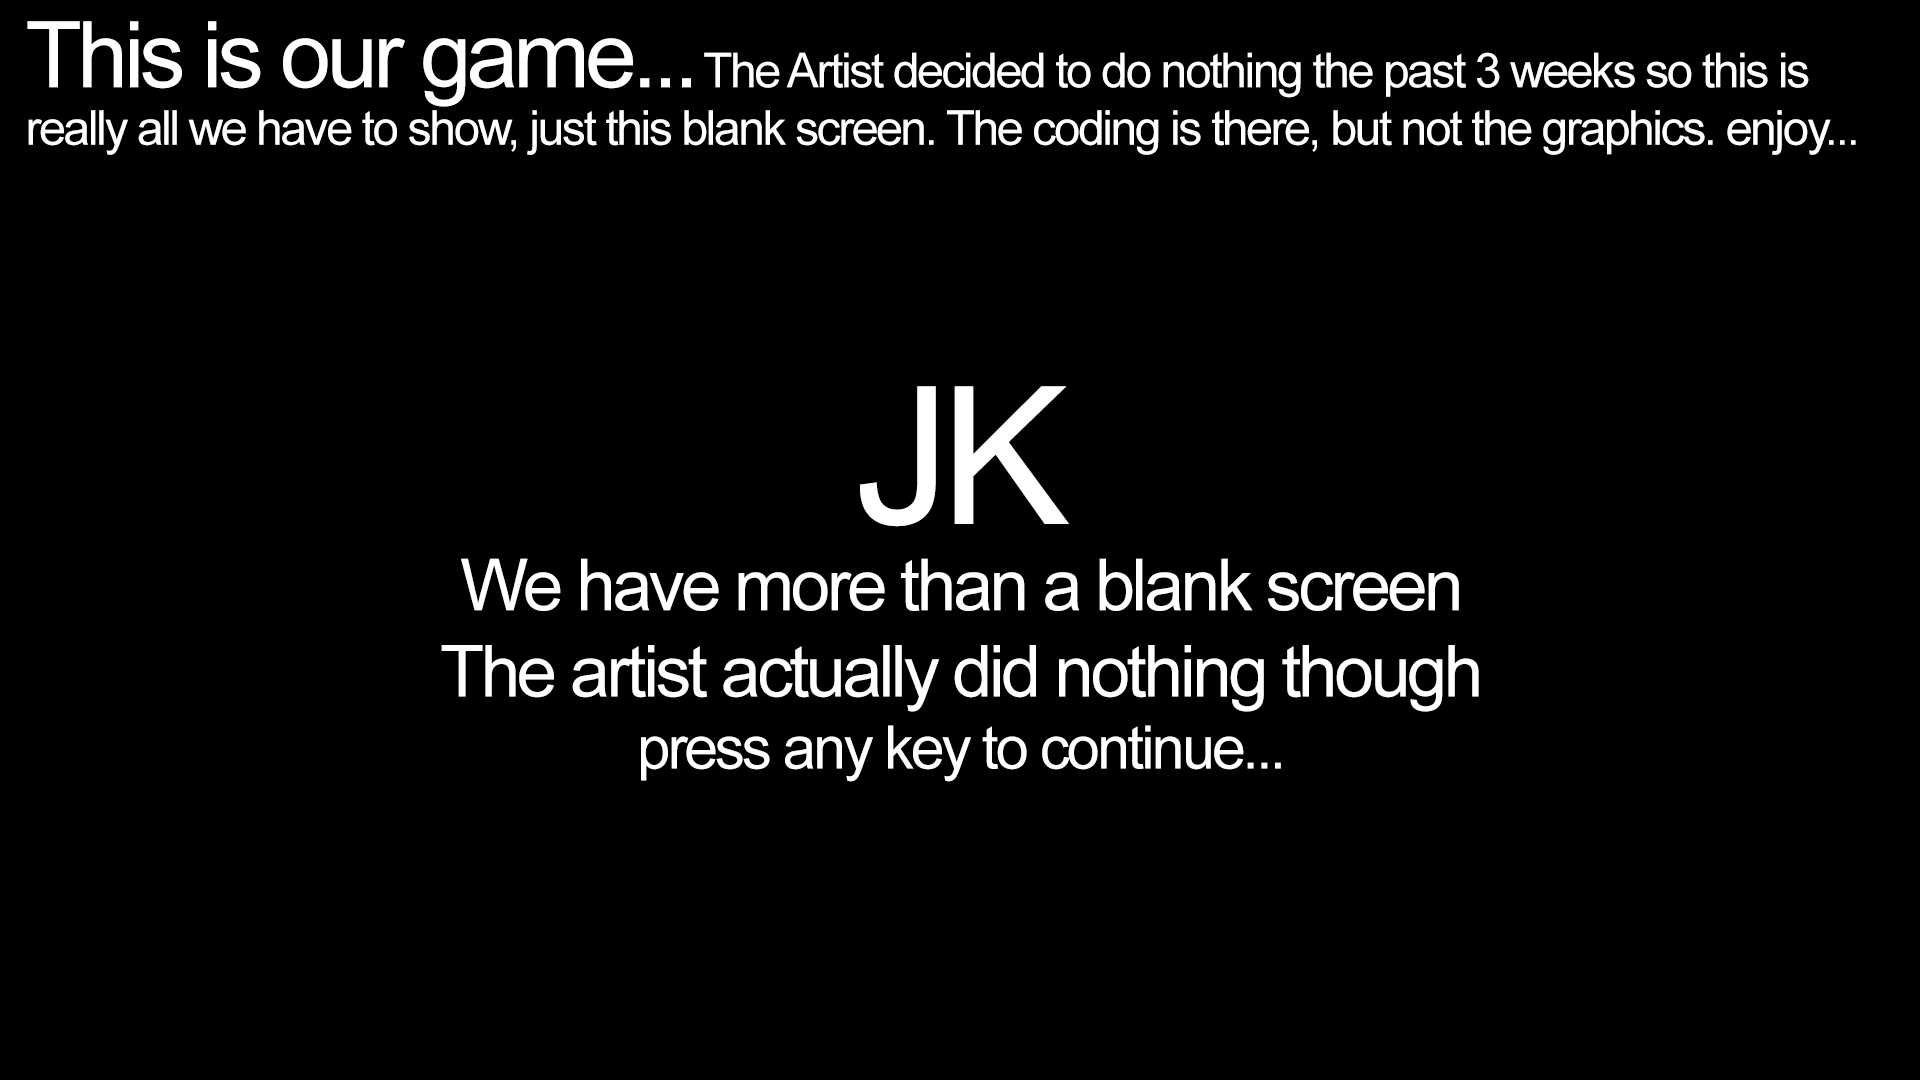 This is our game... The Artist decided to do nothing the past 3 weeks so this is
really all we have to show, just this blank screen. The coding is there, but not the graphics. enjoy...
JK
We have more than a blank screen
The artist actually did nothing though
press any key to continue...